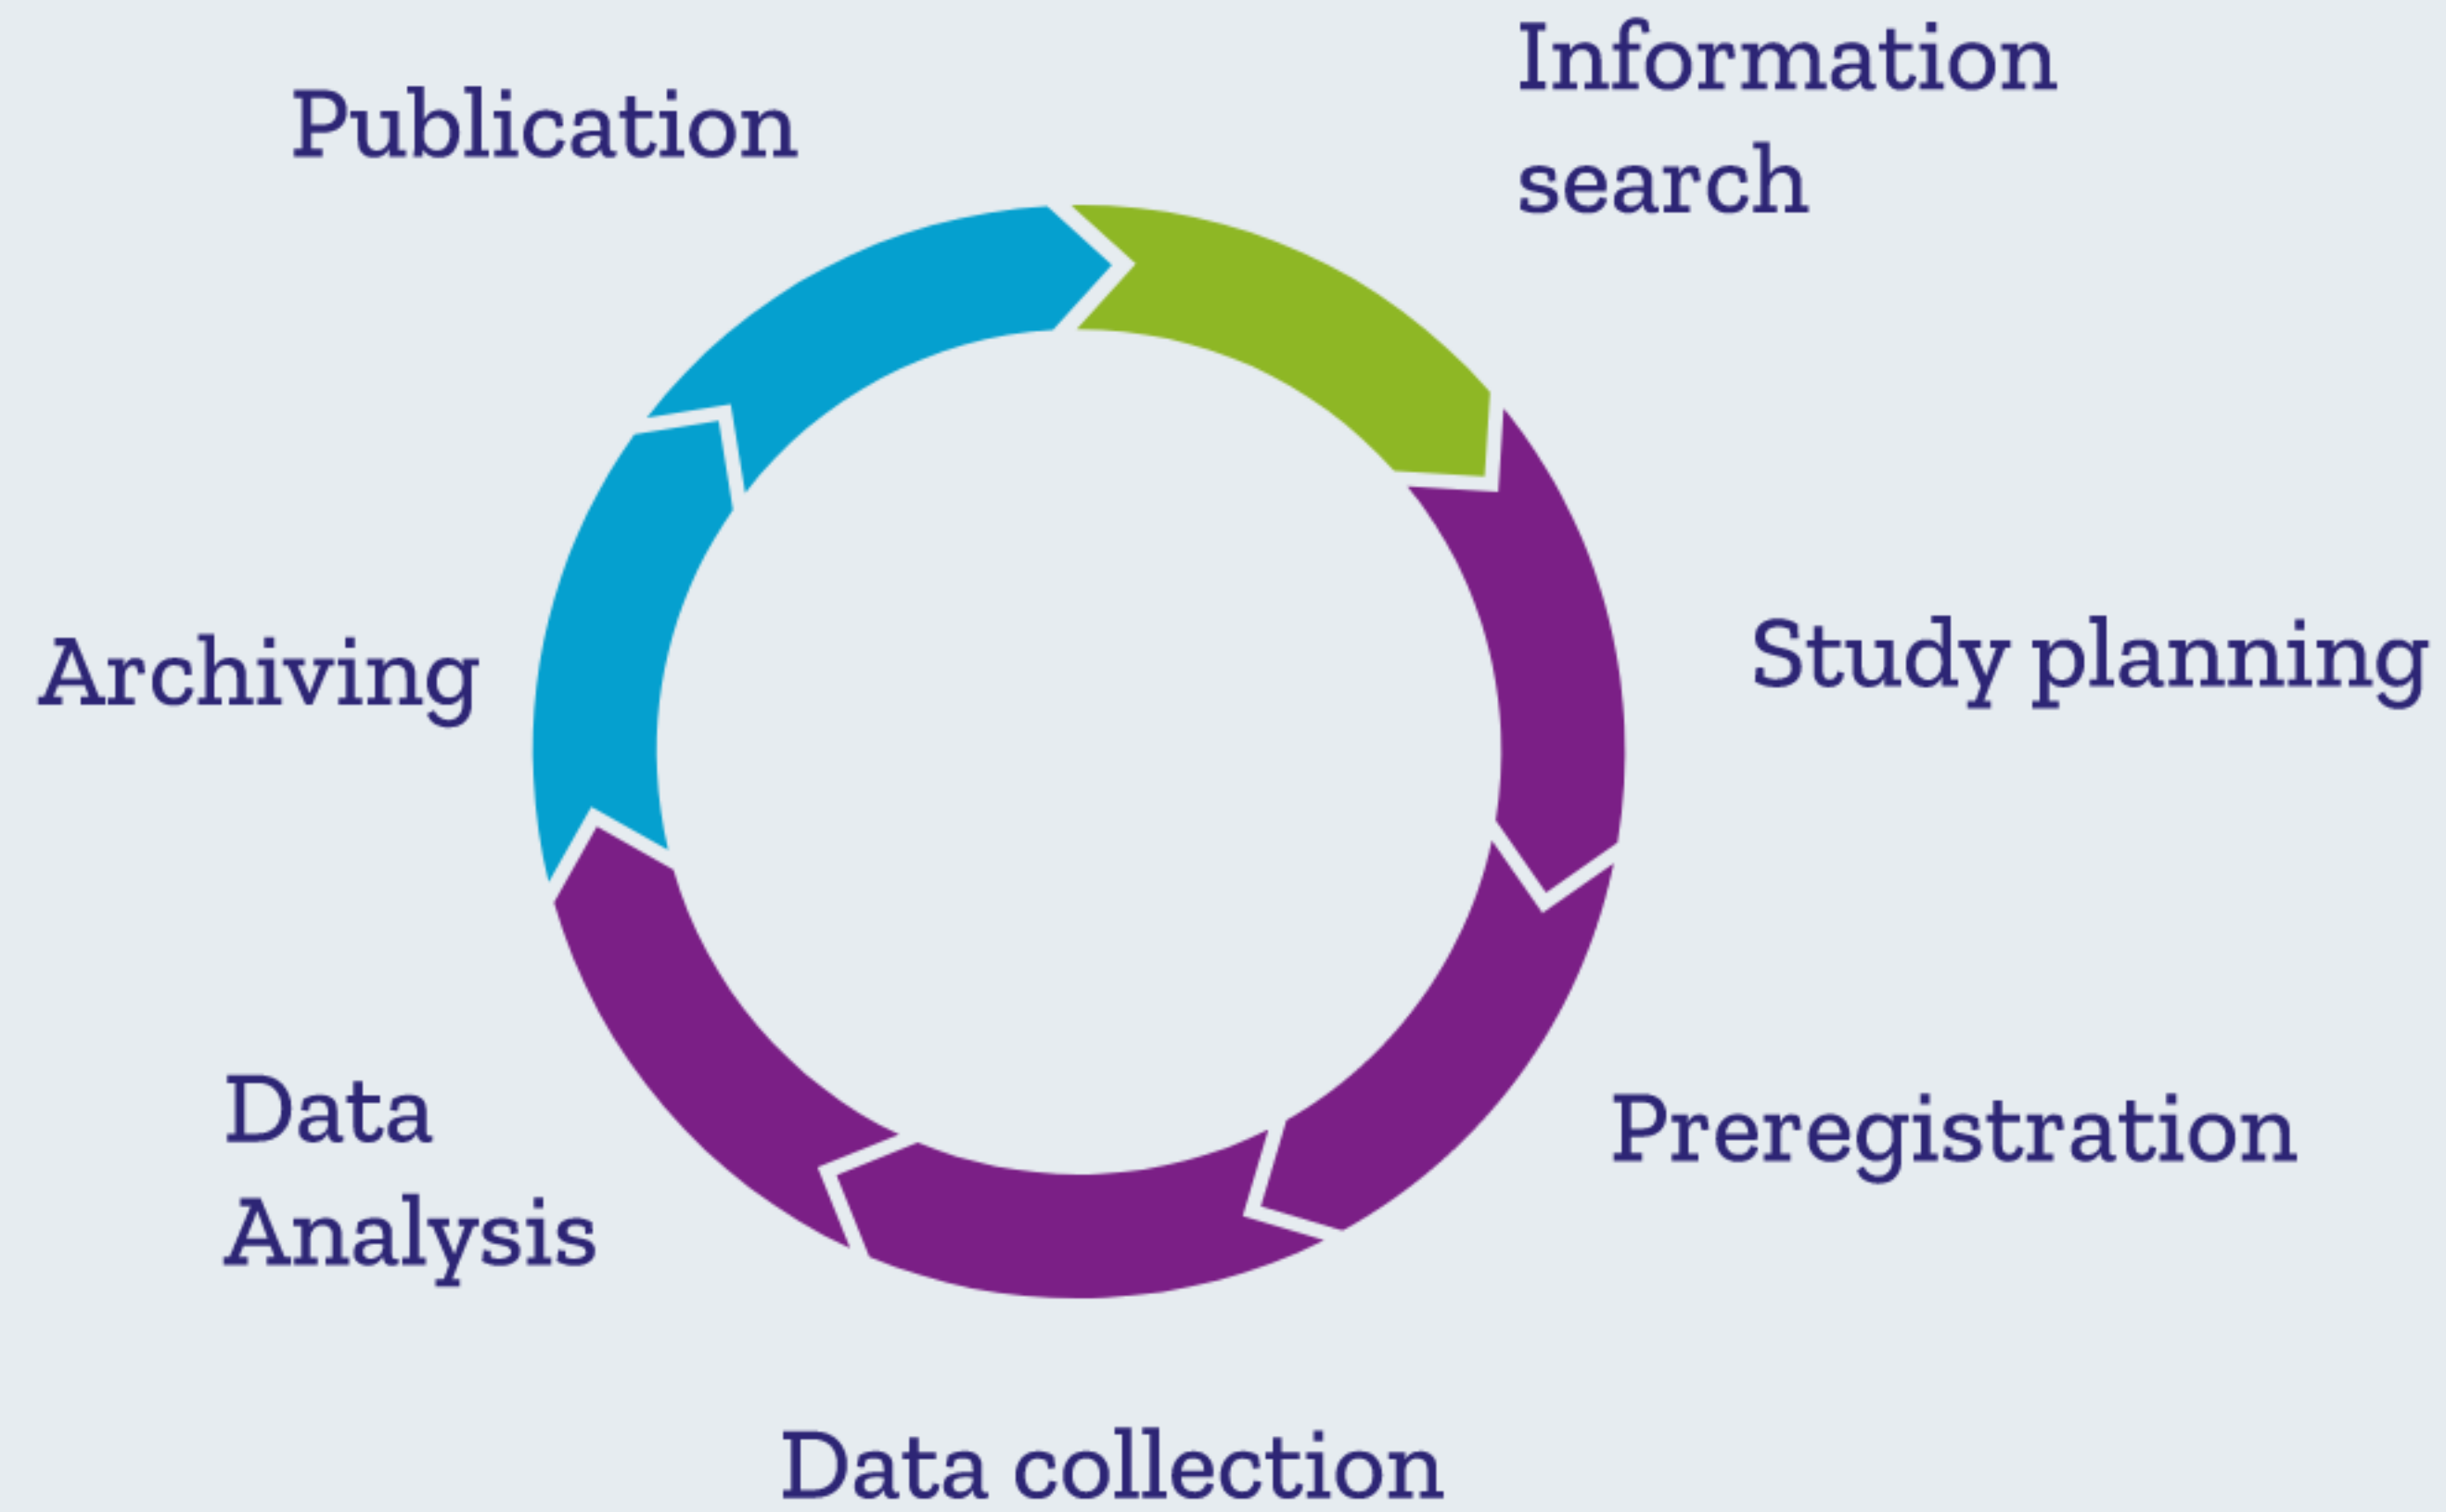 Publication
Information
search
Study planning
Archiving
Preregistration
Data
Analysis
Data collection